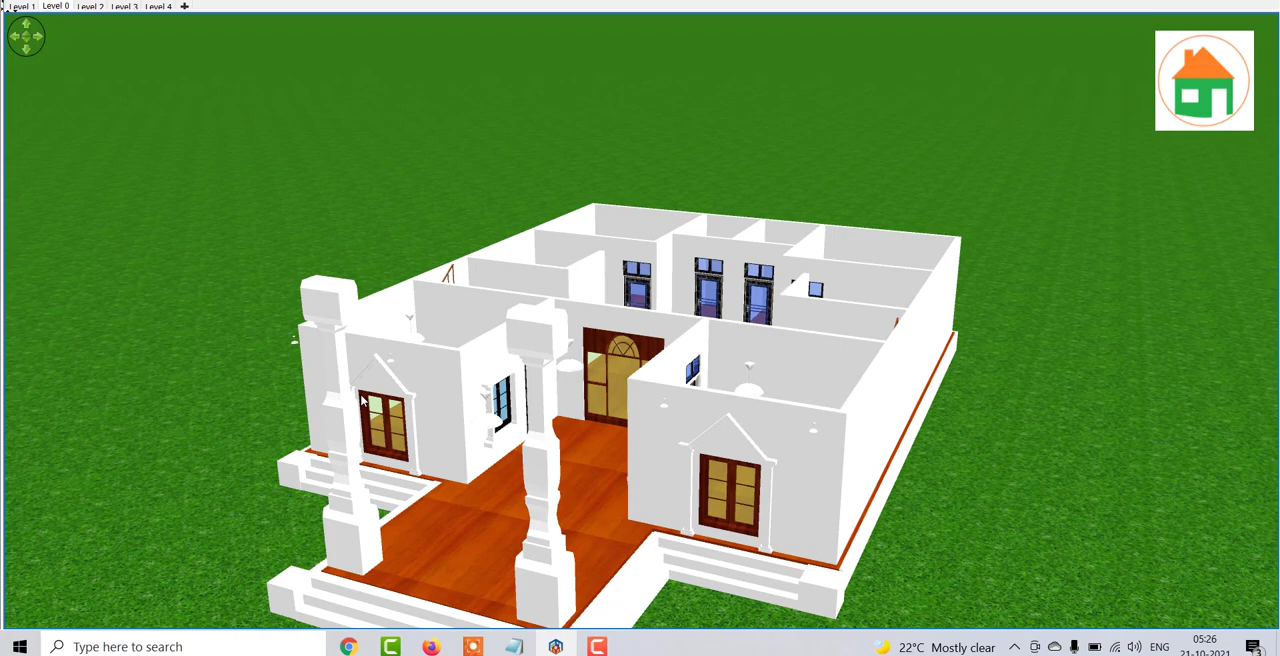 Level 1 Level 0 Level 2 Level 3 Level 4
Type here to search
22°C Mostly clear
ENG
05:26
21-10-2021
3